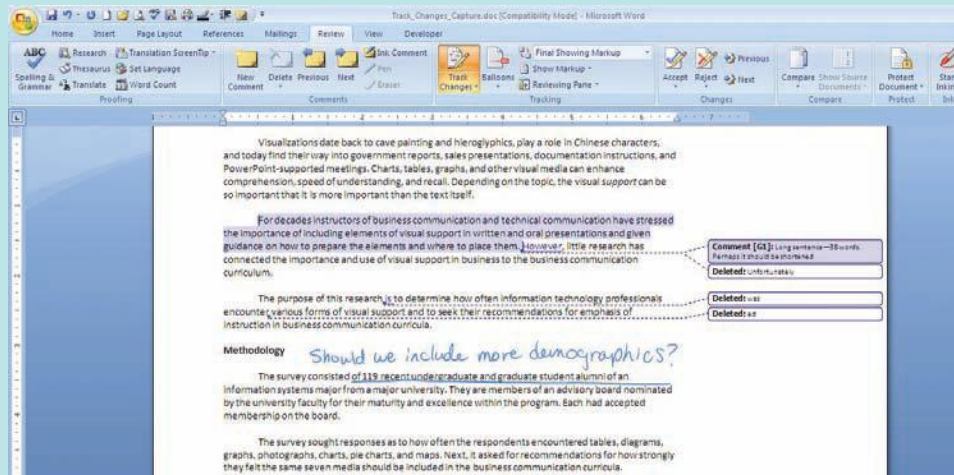 Track_Changes_Capture.doc [Compatibility Mode] - Microsoft Word
Home Insert Page Layout References Mailings Review View Developer
ABC Spelling & Grammar
Research
Thesaurus
Translate
Translation ScreenTip
Set Language
Word Count
Proofing
New Comment
Delete
Previous
Next
Ink Comment
Pen
Eraser
Comments
Track Changes
Balloons
Final Showing Markup
Show Markup
Reviewing Pane
Tracking
Accept
Reject
Previous
Next
Changes
Compare
Show Source Documents
Compare
Protect Document
Protect
Visualizations date back to cave painting and hieroglyphics, play a role in Chinese characters,
and today find their way into government reports, sales presentations, documentation instructions, and
PowerPoint-supported meetings. Charts, tables, graphs, and other visual media can enhance
comprehension, speed of understanding, and recall. Depending on the topic, the visual support can be
so important that it is more important than the text itself.
For decades instructors of business communication and technical communication have stressed
the importance of including elements of visual support in written and oral presentations and given
guidance on how to prepare the elements and where to place them. However, little research has
connected the importance and use of visual support in business to the business communication
curriculum.
Comment [G1]: Long sentence—38 words.
Perhaps it should be shortened
Deleted: Unfortunately
The purpose of this research is to determine how often information technology professionals
encounter various forms of visual support and to seek their recommendations for emphasis of
instruction in business communication curricula.
Deleted: was
Deleted: ed
Methodology
Should we include more demographics?
The survey consisted of 119 recent undergraduate and graduate student alumni of an
information systems major from a major university. They are members of an advisory board nominated
by the university faculty for their maturity and excellence within the program. Each had accepted
membership on the board.
The survey sought responses as to how often the respondents encountered tables, diagrams,
graphs, photographs, charts, pie charts, and maps. Next, it asked for recommendations for how strongly
they felt the same seven media should be included in the business communication curricula.